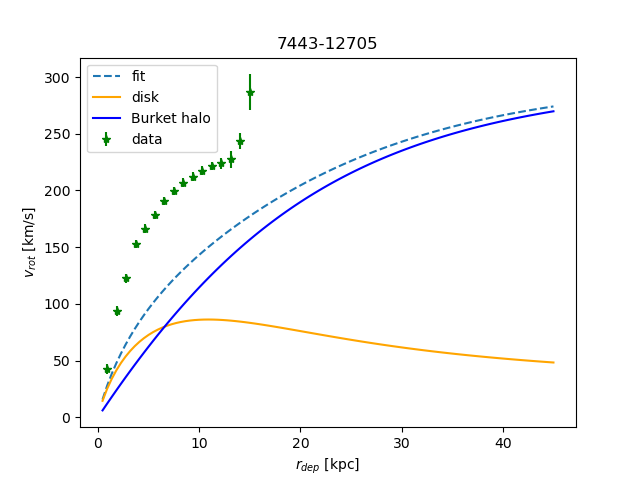 7443-12705
fit
disk
Burket halo
data
300
250
200
150
100
50
0
v_rot [km/s]
0 10 20 30 40
r_dep [kpc]